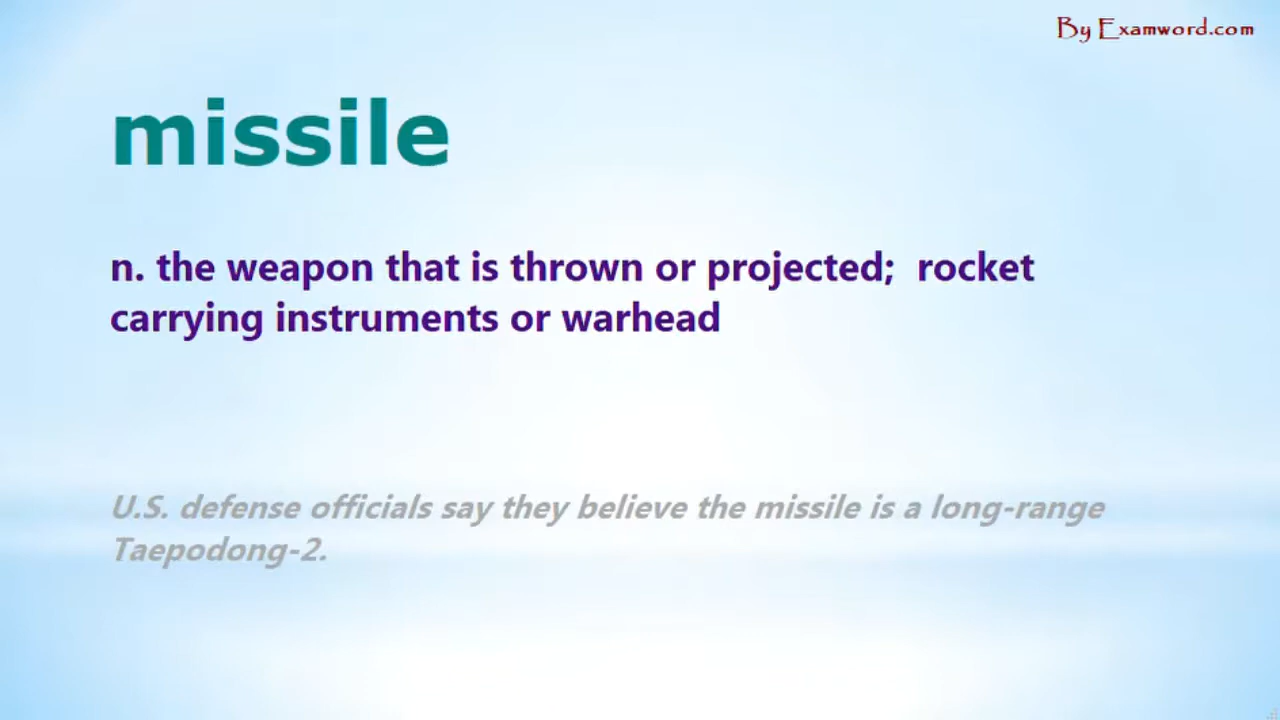 By Examword.com
missile
n. the weapon that is thrown or projected;  rocket
carrying instruments or warhead
U.S. defense officials say they believe the missile is a long-range
Taepodong-2.